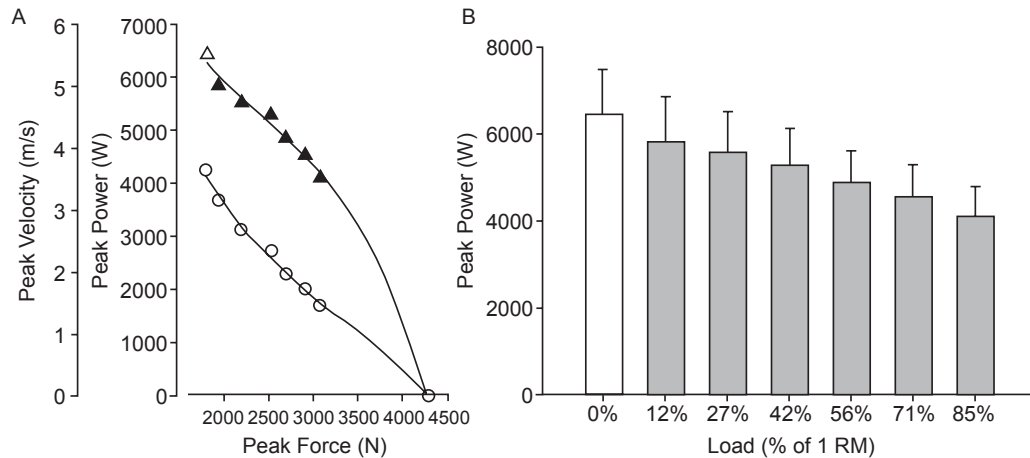 A
6
5
4
3
2
1
0
Peak Velocity (m/s)
7000
6000
5000
4000
3000
2000
1000
0
Peak Power (W)
2000 2500 3000 3500 4000 4500
Peak Force (N)
B
8000
6000
4000
2000
0
Peak Power (W)
0% 12% 27% 42% 56% 71% 85%
Load (% of 1 RM)